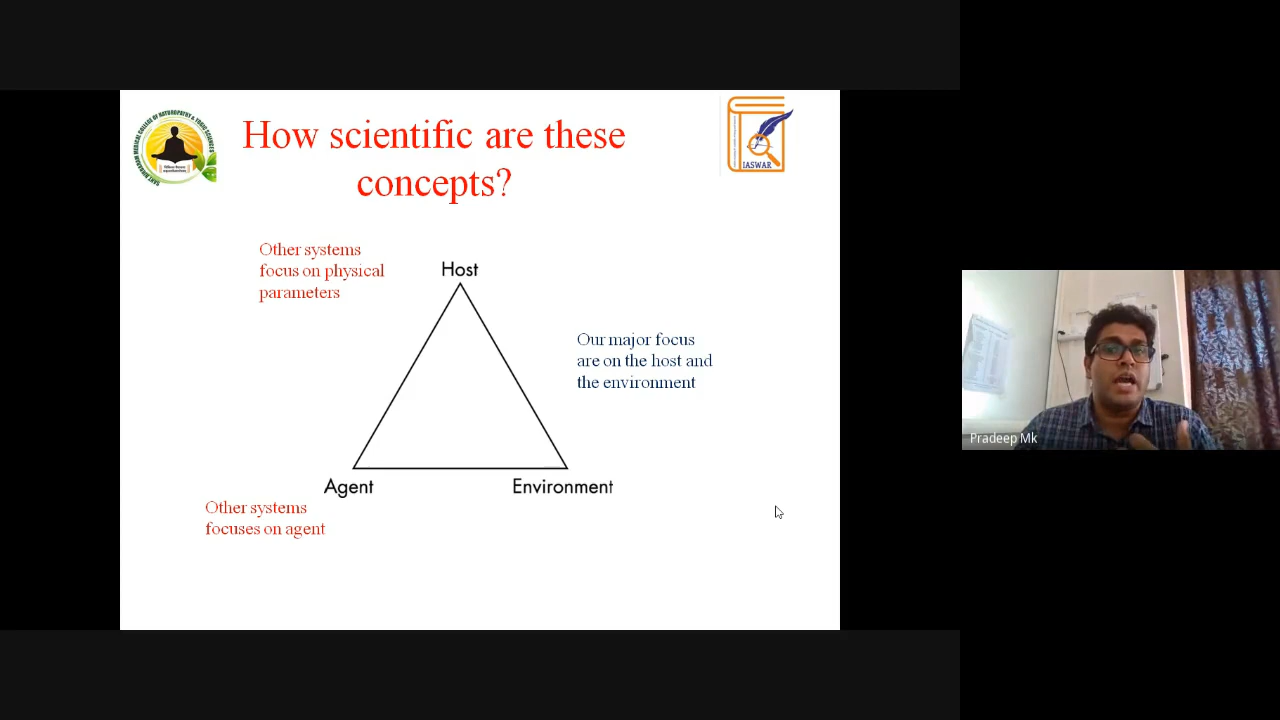 How scientific are these
concepts?
IASWAR
Other systems
focus on physical
parameters
Host
Our major focus
are on the host and
the environment
Agent
Environment
Other systems
focuses on agent
Pradeep Mk